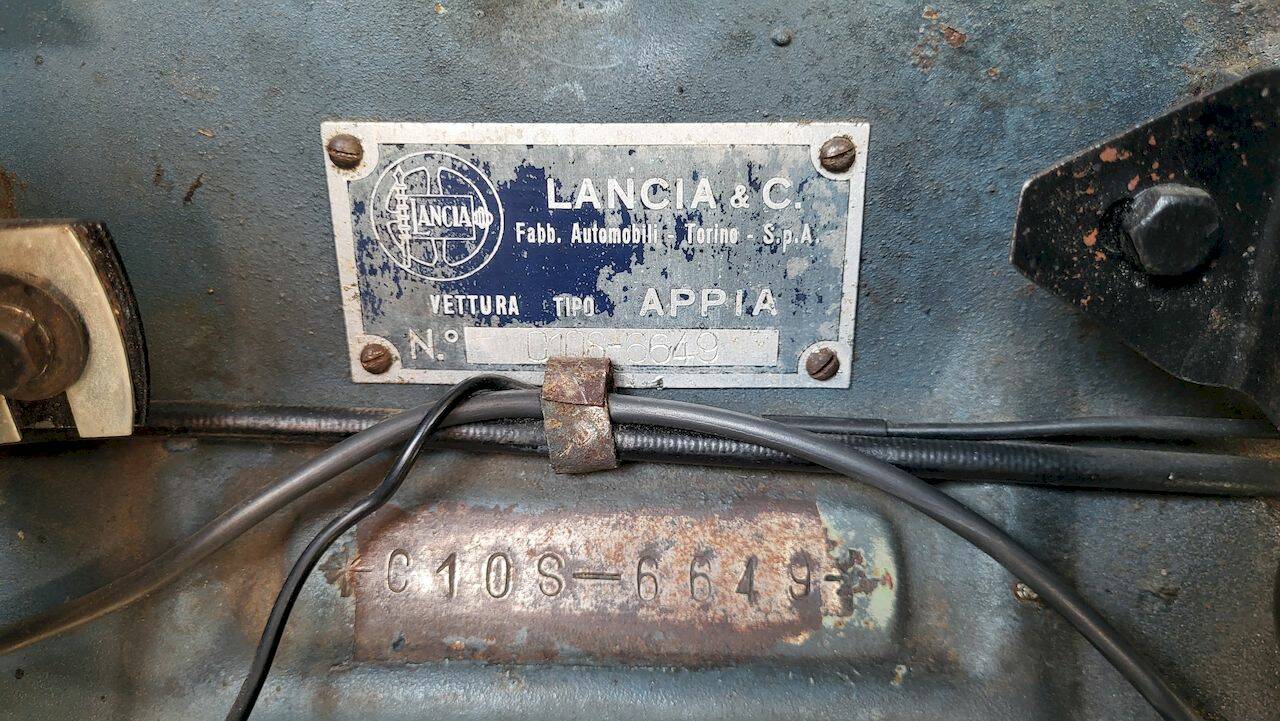 LANCIA
LANCIA & C.
Fabb. Automobili - Torino - S.p.A.
VETTURA TIPO APPIA
N.° C10S-6649
C10S-6649